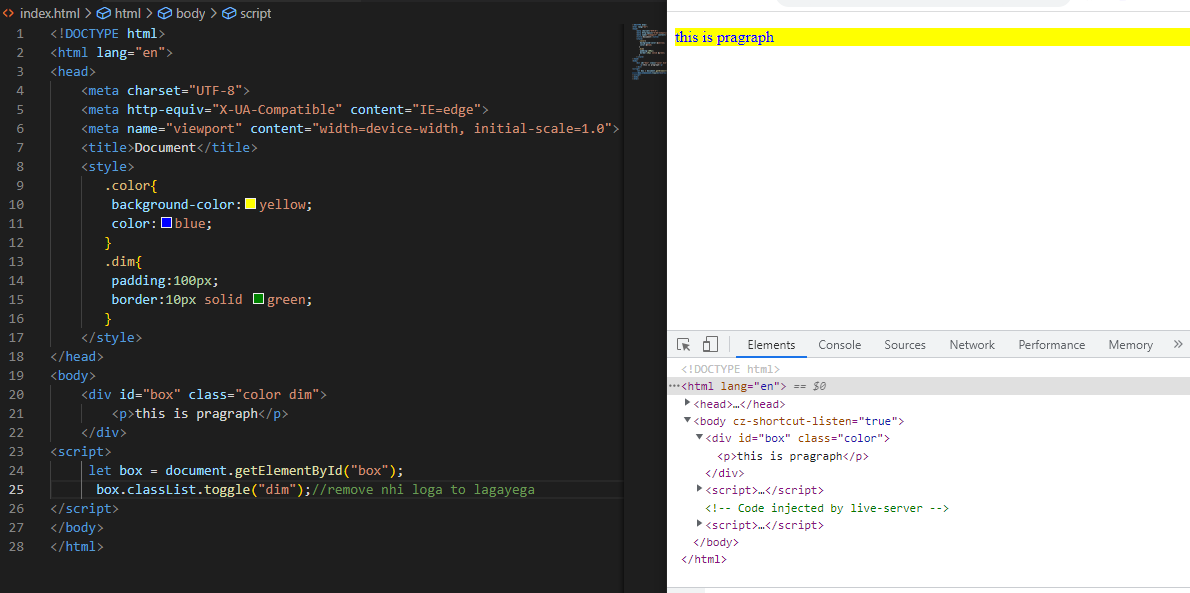 index.html > html > body > script
1 <!DOCTYPE html>
2 <html lang="en">
3 <head>
4 <meta charset="UTF-8">
5 <meta http-equiv="X-UA-Compatible" content="IE=edge">
6 <meta name="viewport" content="width=device-width, initial-scale=1.0">
7 <title>Document</title>
8 <style>
9 .color{
10 background-color:yellow;
11 color:blue;
12 }
13 .dim{
14 padding:100px;
15 border:10px solid green;
16 }
17 </style>
18 </head>
19 <body>
20 <div id="box" class="color dim">
21 <p>this is pragraph</p>
22 </div>
23 <script>
24 let box = document.getElementById("box");
25 box.classList.toggle("dim");//remove nhi loga to lagayega
26 </script>
27 </body>
28 </html>
this is pragraph
Elements Console Sources Network Performance Memory »
<!DOCTYPE html>
···<html lang="en"> == $0
<head>…</head>
<body cz-shortcut-listen="true">
<div id="box" class="color">
<p>this is pragraph</p>
</div>
<script>…</script>
<!-- Code injected by live-server -->
<script>…</script>
</body>
</html>